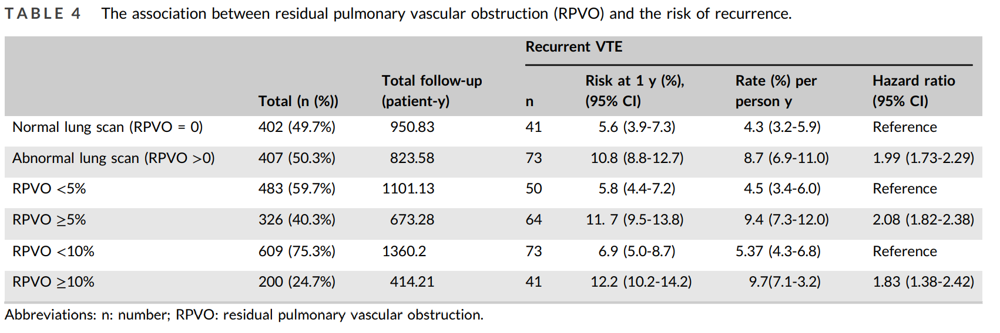 TABLE 4 The association between residual pulmonary vascular obstruction (RPVO) and the risk of recurrence.
Recurrent VTE
Total (n (%)) Total follow-up (patient-y) n Risk at 1 y (%), (95% CI) Rate (%) per person y Hazard ratio (95% CI)
Normal lung scan (RPVO = 0) 402 (49.7%) 950.83 41 5.6 (3.9-7.3) 4.3 (3.2-5.9) Reference
Abnormal lung scan (RPVO >0) 407 (50.3%) 823.58 73 10.8 (8.8-12.7) 8.7 (6.9-11.0) 1.99 (1.73-2.29)
RPVO <5% 483 (59.7%) 1101.13 50 5.8 (4.4-7.2) 4.5 (3.4-6.0) Reference
RPVO ≥5% 326 (40.3%) 673.28 64 11. 7 (9.5-13.8) 9.4 (7.3-12.0) 2.08 (1.82-2.38)
RPVO <10% 609 (75.3%) 1360.2 73 6.9 (5.0-8.7) 5.37 (4.3-6.8) Reference
RPVO ≥10% 200 (24.7%) 414.21 41 12.2 (10.2-14.2) 9.7(7.1-3.2) 1.83 (1.38-2.42)
Abbreviations: n: number; RPVO: residual pulmonary vascular obstruction.